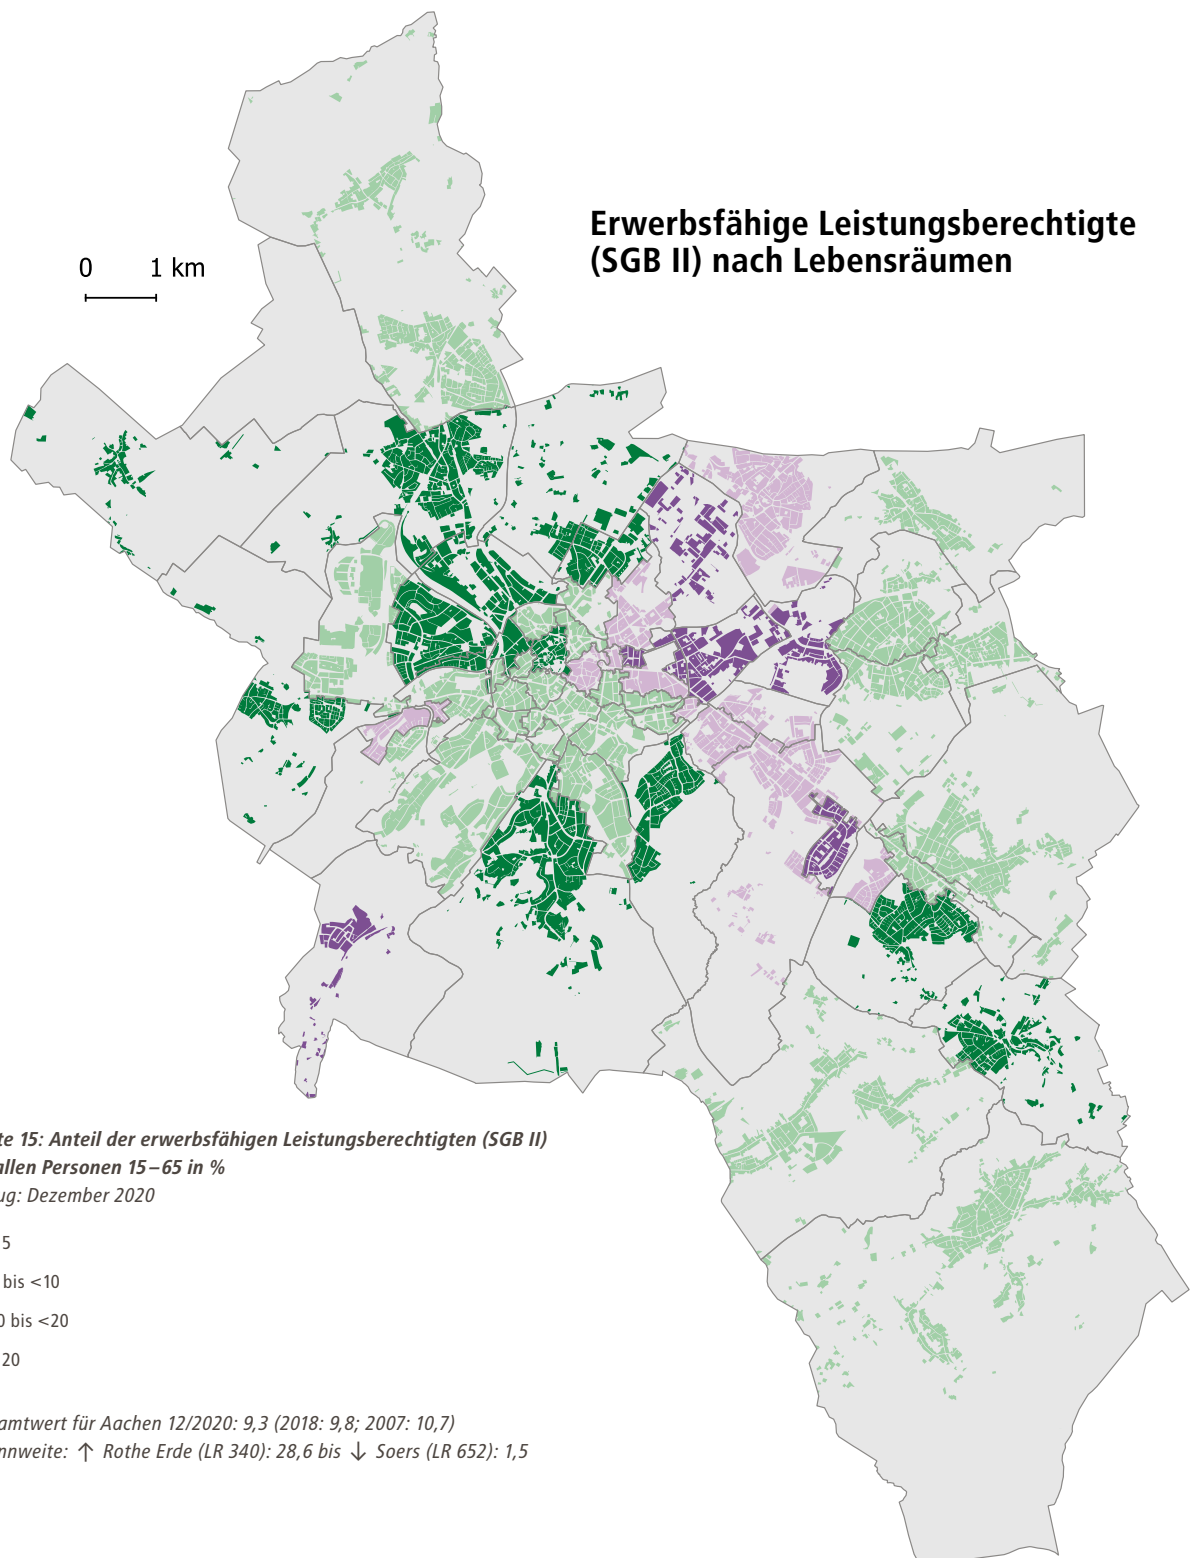 Erwerbsfähige Leistungsberechtigte
(SGB II) nach Lebensräumen
0 1 km
te 15: Anteil der erwerbsfähigen Leistungsberechtigten (SGB II)
allen Personen 15–65 in %
ug: Dezember 2020
5
bis <10
0 bis <20
20
amtwert für Aachen 12/2020: 9,3 (2018: 9,8; 2007: 10,7)
nnweite: ↑ Rothe Erde (LR 340): 28,6 bis ↓ Soers (LR 652): 1,5